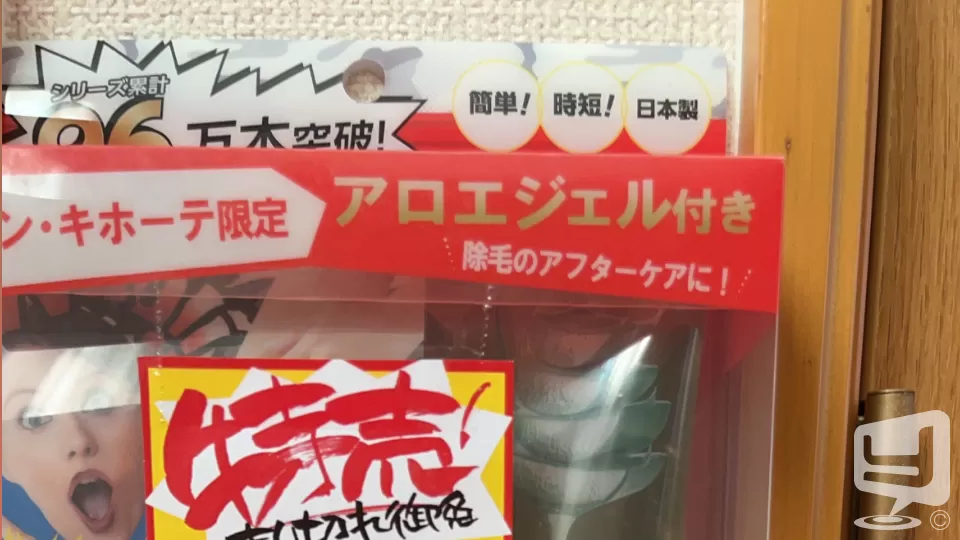 シリーズ累計
96
万本突破!
簡単!
時短!
日本製
ン・キホーテ限定
アロエジェル付き
除毛のアフターケアに!
特売!